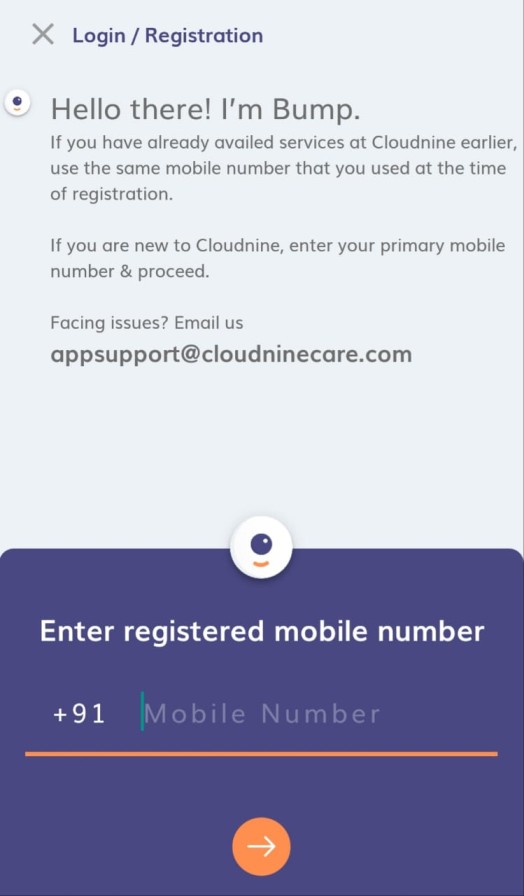 Login / Registration
Hello there! I'm Bump.
If you have already availed services at Cloudnine earlier,
use the same mobile number that you used at the time
of registration.
If you are new to Cloudnine, enter your primary mobile
number & proceed.
Facing issues? Email us
appsupport@cloudninecare.com
Enter registered mobile number
+91 Mobile Number